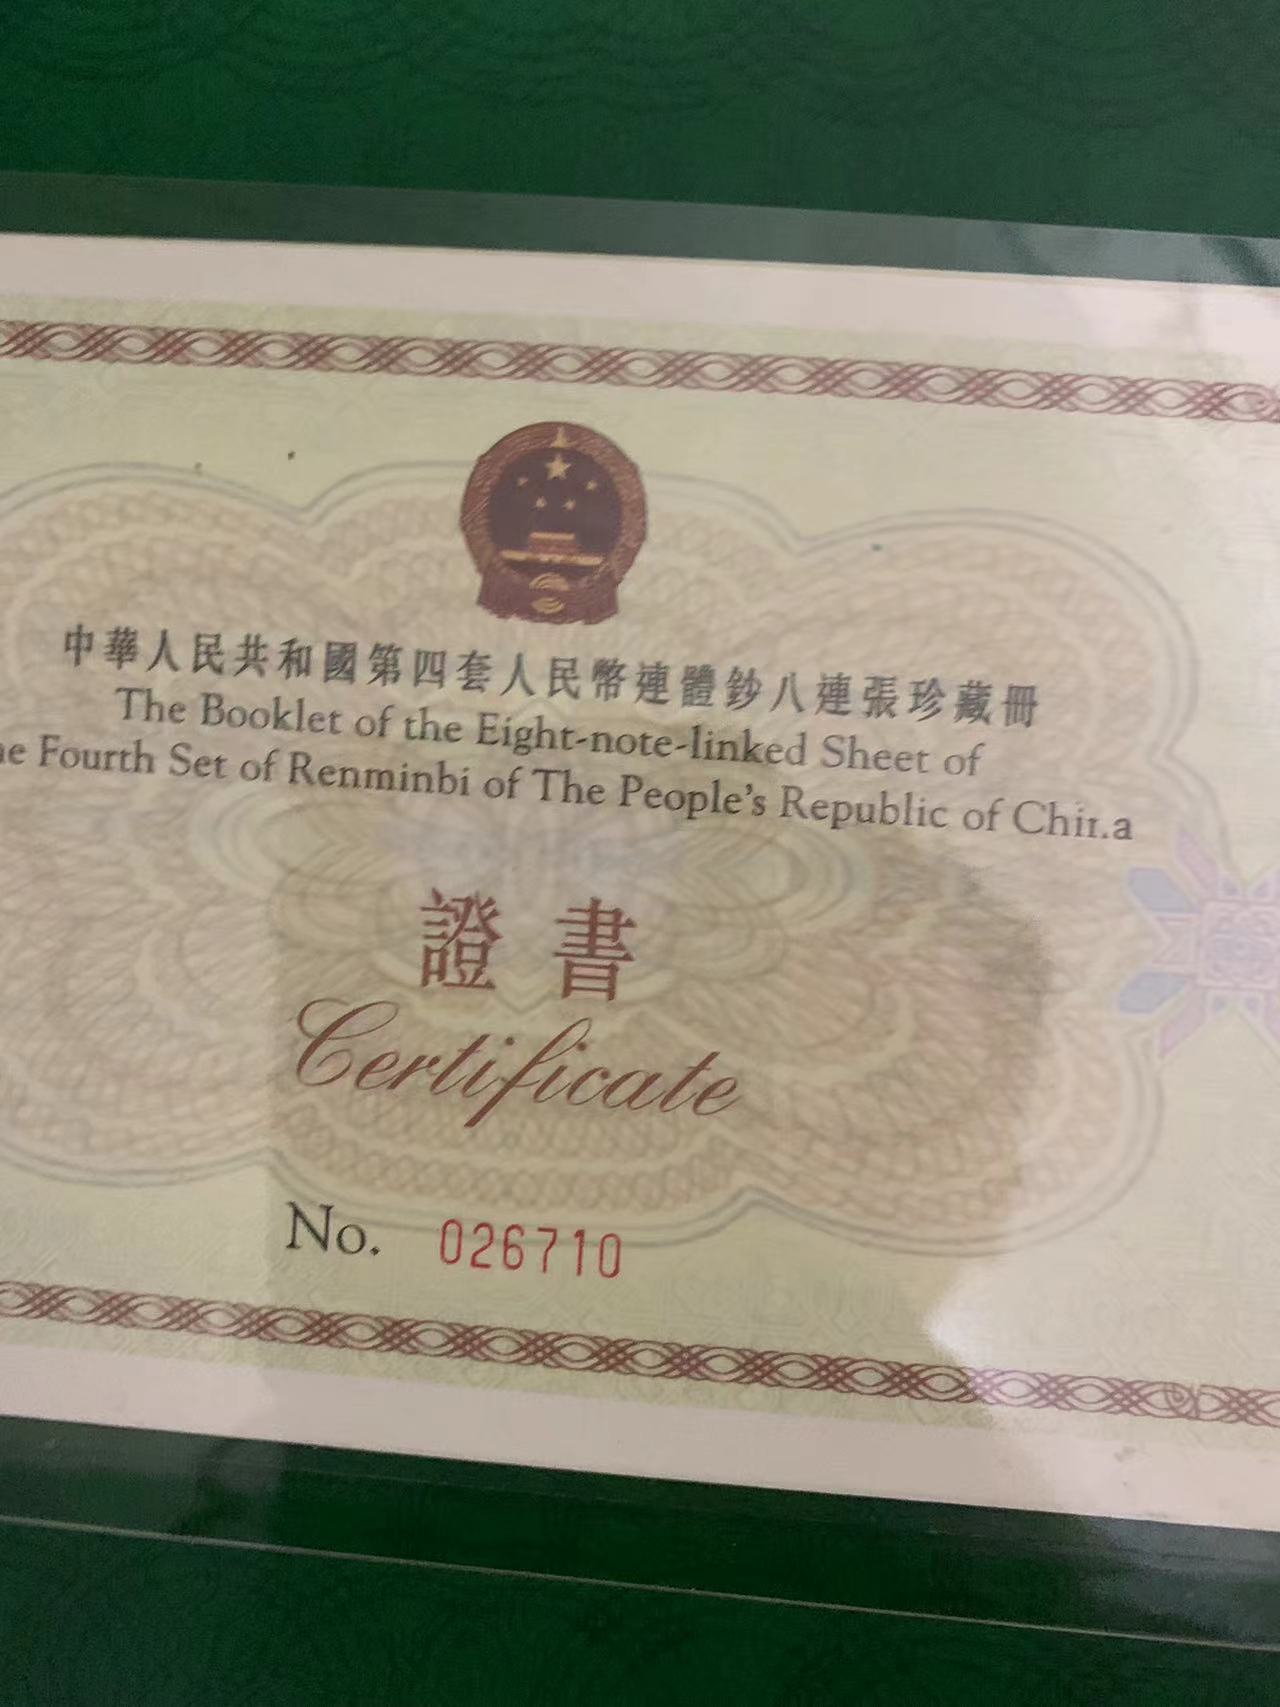 中華人民共和國第四套人民幣連體鈔八連張珍藏冊
The Booklet of the Eight-note-linked Sheet of
he Fourth Set of Renminbi of The People's Republic of China
證書
Certificate
No. 026710